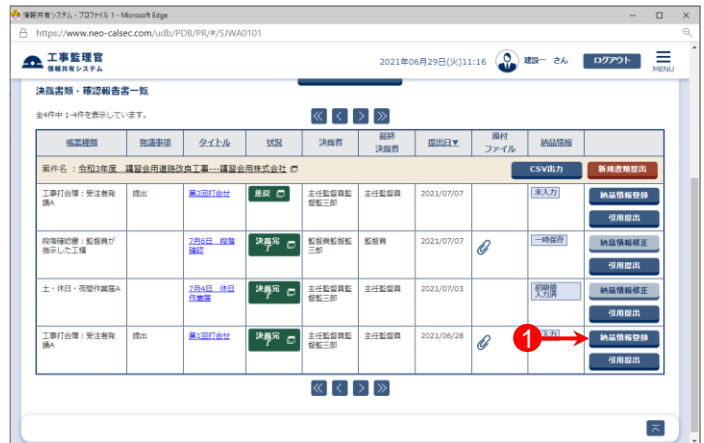 情報共有システム - プロファイル 1 - Microsoft Edge
https://www.neo-calsec.com/udb/PDB/PR/#/SJWA0101
工事監理官
情報共有システム
2021年06月29日(火)11:16
建設一 さん
ログアウト
MENU
決裁書類・確認報告書一覧
全4件中 1-4件を表示しています。
帳票種類 発議事項 タイトル 状況 決裁者 最終決裁者 提出日▼ 添付ファイル 納品情報
案件名：令和3年度 講習会用道路改良工事---講習会用株式会社
CSV出力 新規書類提出
工事打合簿：受注者発議A 提出 第2回打合せ 差戻 主任監督員監督監三郎 主任監督員 2021/07/07 未入力 納品情報登録
引用提出
段階確認書：監督員が指示した工種 7月6日 段階確認 決裁完了 監督員監督監三郎 監督員 2021/07/07 一時保存 納品情報修正
引用提出
土・休日・夜間作業届A 7月4日 休日作業届 決裁完了 主任監督員監督監三郎 主任監督員 2021/07/03 初期値入力済 納品情報修正
引用提出
工事打合簿：受注者発議A 提出 第1回打合せ 決裁完了 主任監督員監督監三郎 主任監督員 2021/06/28 1 納品情報登録
引用提出